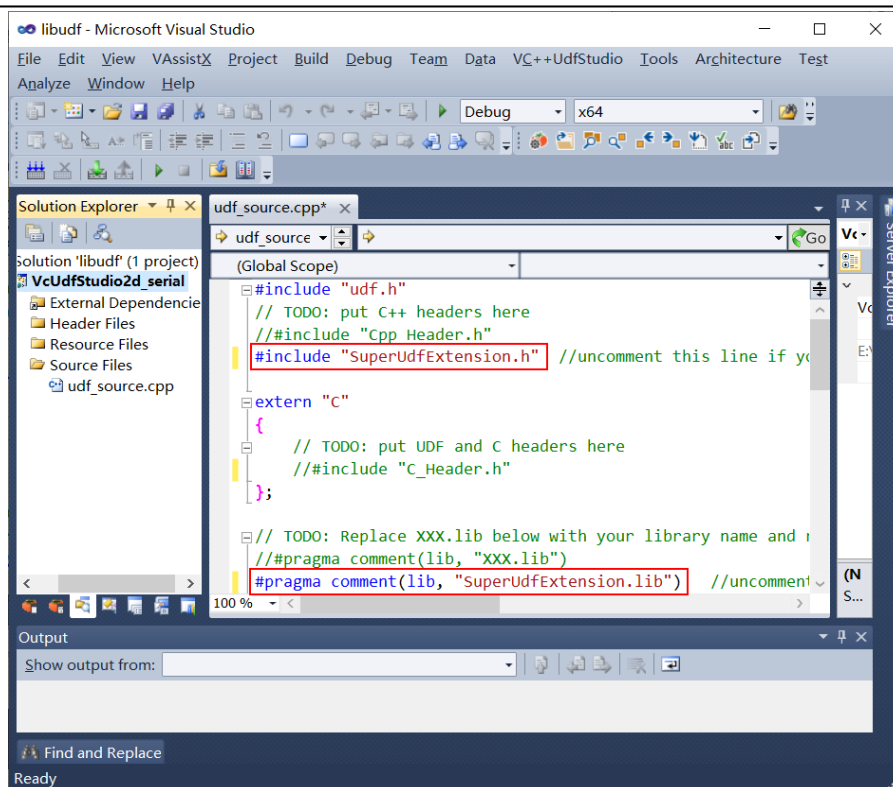 libudf - Microsoft Visual Studio
File Edit View VAssistX Project Build Debug Team Data VC++UdfStudio Tools Architecture Test
Analyze Window Help
Debug x64
Solution Explorer
udf_source.cpp*
udf_source
Go
Solution 'libudf' (1 project)
(Global Scope)
VcUdfStudio2d_serial
External Dependencie
Header Files
Resource Files
Source Files
udf_source.cpp
#include "udf.h"
// TODO: put C++ headers here
//#include "Cpp Header.h"
#include "SuperUdfExtension.h" //uncomment this line if yo
extern "C"
{
// TODO: put UDF and C headers here
//#include "C_Header.h"
};
// TODO: Replace XXX.lib below with your library name and
//#pragma comment(lib, "XXX.lib")
#pragma comment(lib, "SuperUdfExtension.lib") //uncomment
100 %
Vc
Vc
E:\
(N
S...
Server Explorer
Output
Show output from:
Find and Replace
Ready